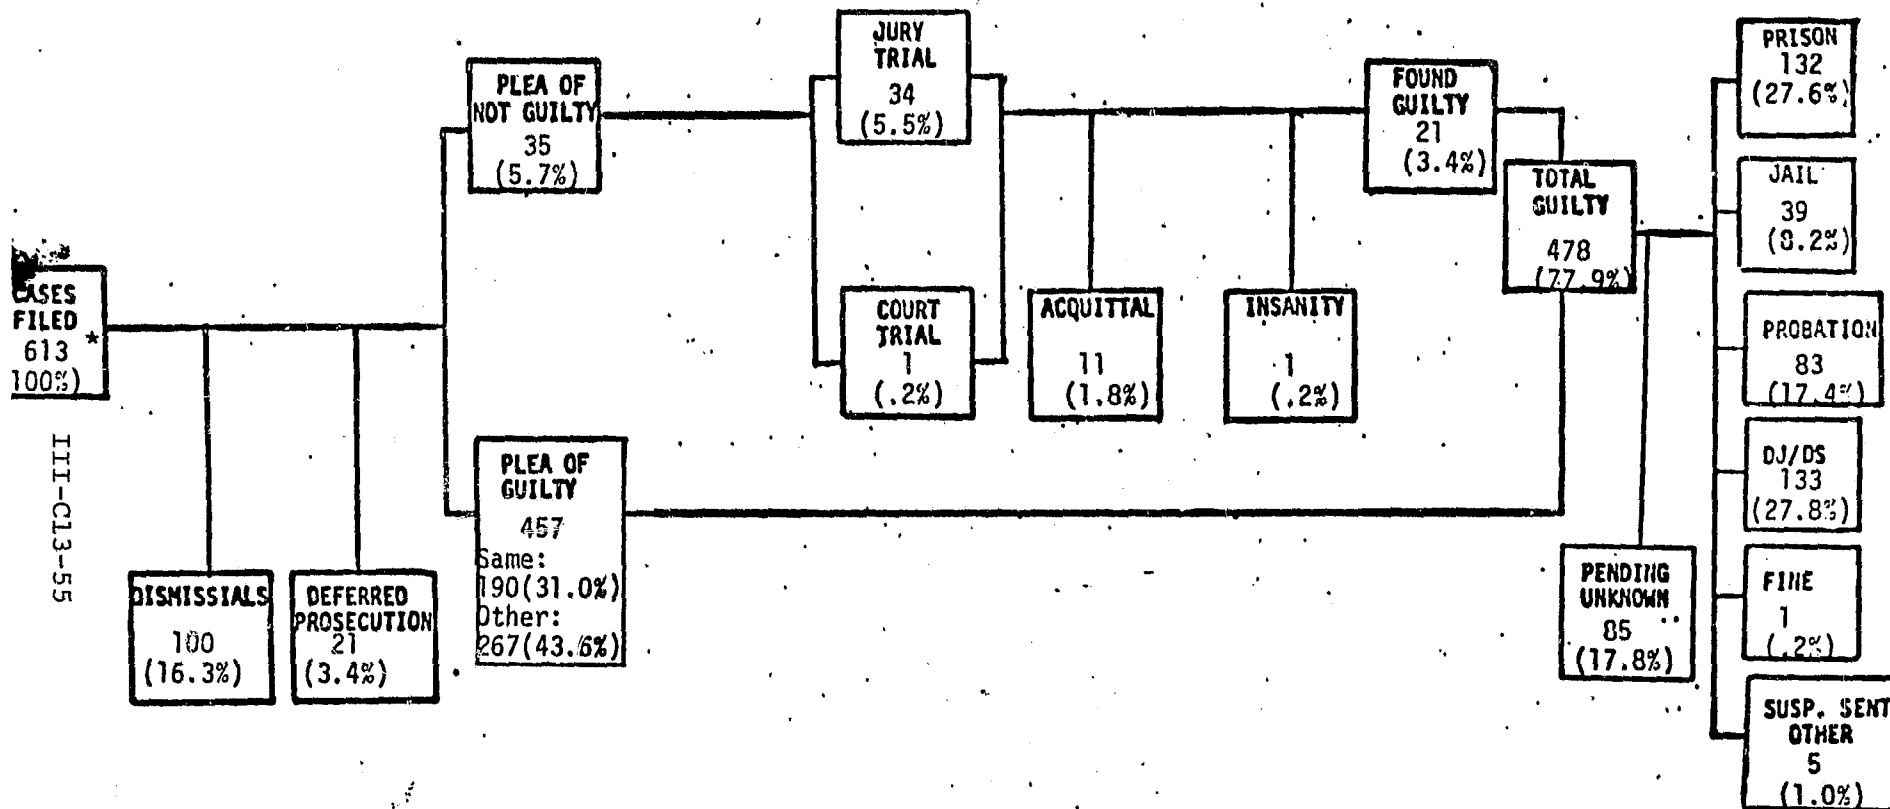 CASES
FILED
613 *
100%)
DISMISSIALS
100
(16.3%)
DEFERRED
PROSECUTION
21
(3.4%)
PLEA OF
NOT GUILTY
35
(5.7%)
PLEA OF
GUILTY
457
Same:
190(31.0%)
Other:
267(43.6%)
JURY
TRIAL
34
(5.5%)
COURT
TRIAL
1
(.2%)
ACQUITTAL
11
(1.8%)
INSANITY
1
(.2%)
FOUND
GUILTY
21
(3.4%)
TOTAL
GUILTY
478
(77.9%)
PENDING
UNKNOWN
85
(17.8%)
PRISON
132
(27.6%)
JAIL
39
(8.2%)
PROBATION
83
(17.4%)
DJ/DS
133
(27.8%)
FINE
1
(.2%)
SUSP. SENT
OTHER
5
(1.0%)
III-C13-55